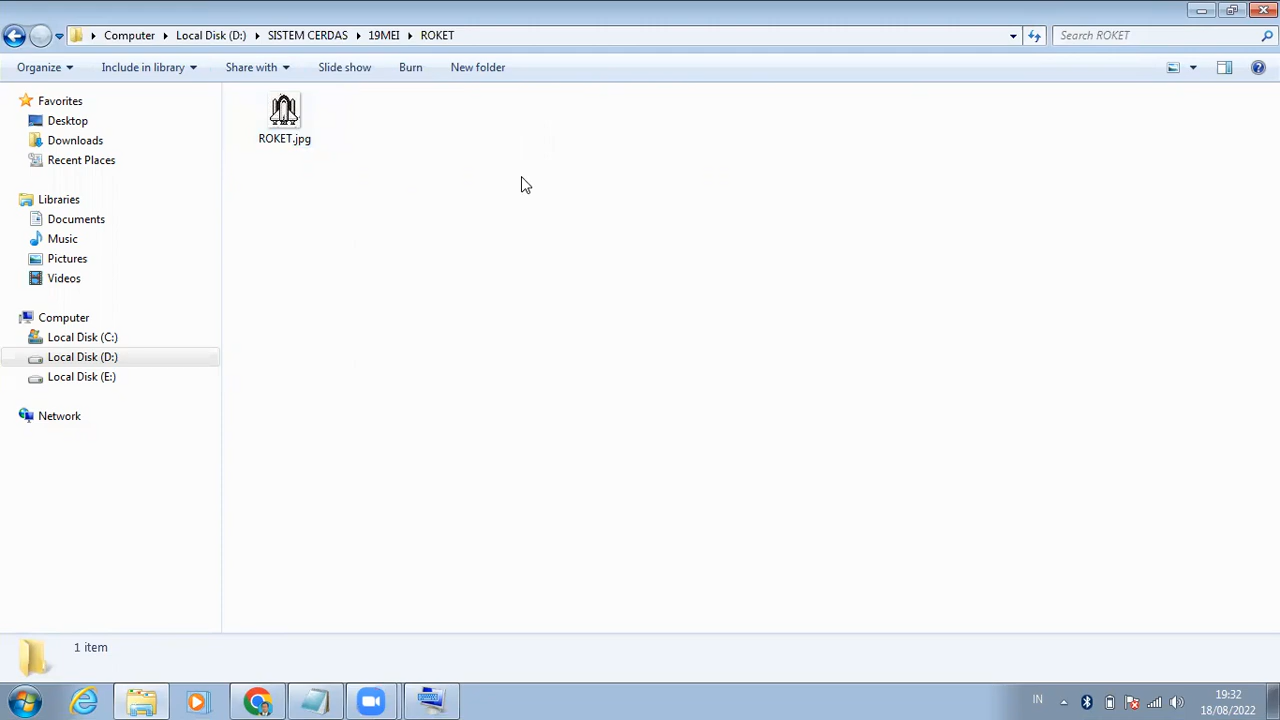 Computer Local Disk (D:) SISTEM CERDAS 19MEI ROKET Search ROKET
Organize Include in library Share with Slide show Burn New folder
Favorites
Desktop
Downloads
Recent Places
Libraries
Documents
Music
Pictures
Videos
Computer
Local Disk (C:)
Local Disk (D:)
Local Disk (E:)
Network
ROKET.jpg
1 item
IN 19:32
18/08/2022